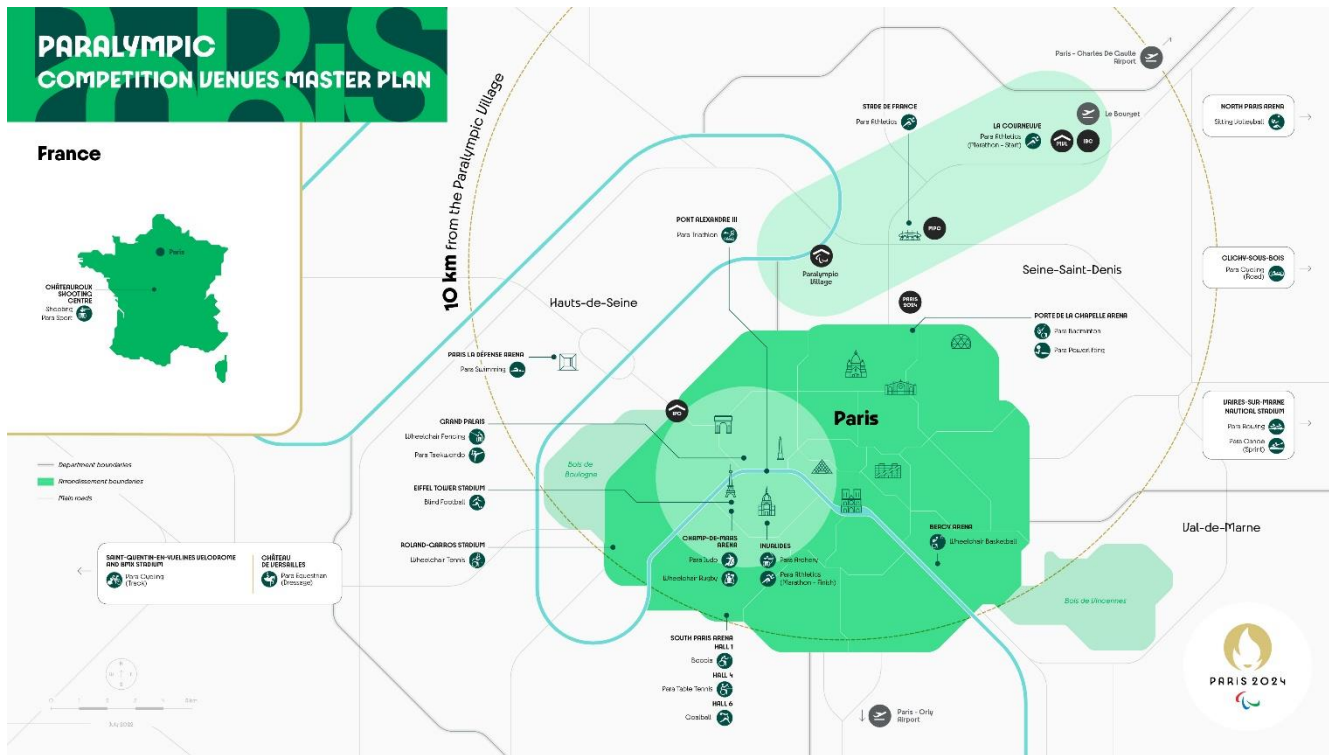 PARALYMPIC
COMPETITION VENUES MASTER PLAN
France
Paris
CHÂTEAUROUX
SHOOTING
CENTRE
Shooting
Para Sport
10 km from the Paralympic Village
Paris - Charles De Gaulle
Airport
Le Bourget
STADE DE FRANCE
Para Athletics
LA COURNEUVE
Para Athletics
(Marathon - Start)
IBC
NORTH PARIS ARENA
Sitting Volleyball
PONT ALEXANDRE III
Para Triathlon
Paralympic
Village
PARIS
2024
Seine-Saint-Denis
Hauts-de-Seine
CLICHY-SOUS-BOIS
Para Cycling
(Road)
PORTE DE LA CHAPELLE ARENA
Para Badminton
Para Powerlifting
PARIS LA DÉFENSE ARENA
Para Swimming
VAIRES-SUR-MARNE
NAUTICAL STADIUM
Para Rowing
Para Canoe
(Sprint)
Paris
GRAND PALAIS
Wheelchair Fencing
Para Taekwondo
Bois de
Boulogne
EIFFEL TOWER STADIUM
Blind Football
ROLAND-GARROS STADIUM
Wheelchair Tennis
CHAMP-DE-MARS
ARENA
Para Judo
Wheelchair Rugby
INVALIDES
Para Archery
Para Athletics
(Marathon - Finish)
BERCY ARENA
Wheelchair Basketball
Val-de-Marne
Bois de Vincennes
Department boundaries
Arrondissement boundaries
Main roads
SAINT-QUENTIN-EN-YVELINES VELODROME
AND BMX STADIUM
Para Cycling
(Track)
CHÂTEAU
DE VERSAILLES
Para Equestrian
(Dressage)
SOUTH PARIS ARENA
HALL 1
Boccia
HALL 4
Para Table Tennis
HALL 6
Goalball
Paris - Orly
Airport
PARIS 2024